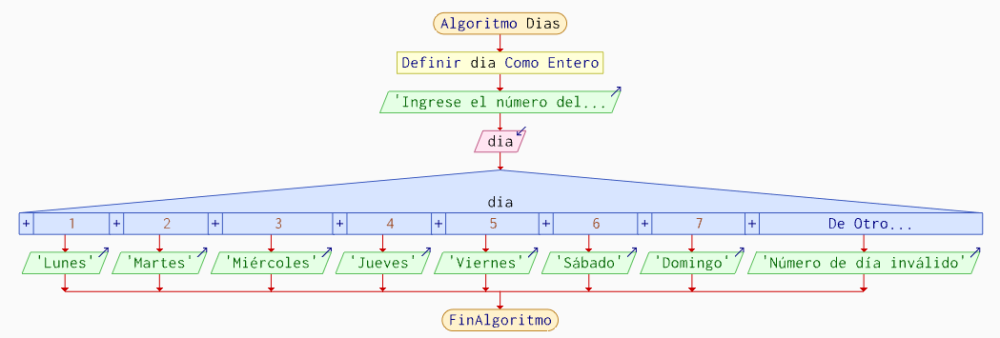 Algoritmo Dias
Definir dia Como Entero
'Ingrese el número del...
dia
dia
+ 1 + 2 + 3 + 4 + 5 + 6 + 7 + De Otro...
'Lunes' 'Martes' 'Miércoles' 'Jueves' 'Viernes' 'Sábado' 'Domingo' 'Número de día inválido'
FinAlgoritmo